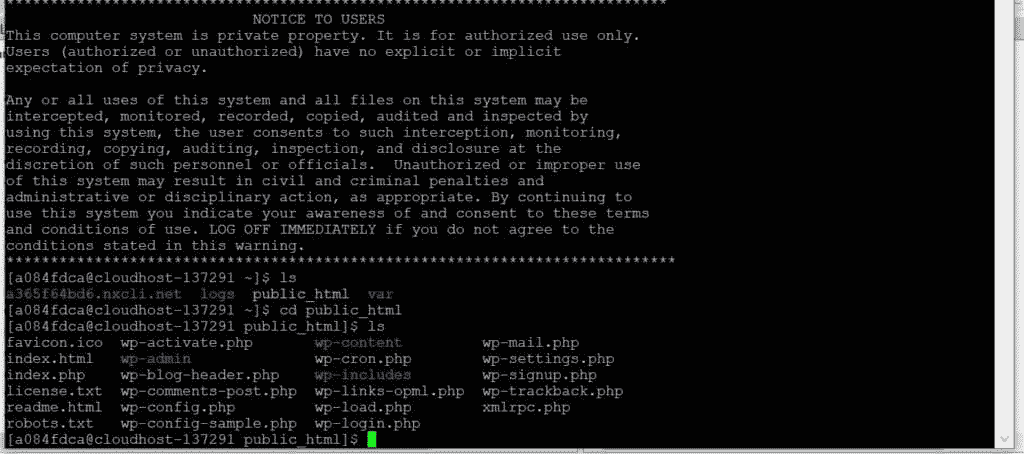 ***************************************************************************
NOTICE TO USERS
This computer system is private property. It is for authorized use only.
Users (authorized or unauthorized) have no explicit or implicit
expectation of privacy.
Any or all uses of this system and all files on this system may be
intercepted, monitored, recorded, copied, audited and inspected by
using this system, the user consents to such interception, monitoring,
recording, copying, auditing, inspection, and disclosure at the
discretion of such personnel or officials.  Unauthorized or improper use
of this system may result in civil and criminal penalties and
administrative or disciplinary action, as appropriate. By continuing to
use this system you indicate your awareness of and consent to these terms
and conditions of use. LOG OFF IMMEDIATELY if you do not agree to the
conditions stated in this warning.
****************************************************************************
[a084fdca@cloudhost-137291 ~]$ ls
a365f64bd6.nxcli.net  logs  public_html  var
[a084fdca@cloudhost-137291 ~]$ cd public_html
[a084fdca@cloudhost-137291 public_html]$ ls
favicon.ico  wp-activate.php       wp-content         wp-mail.php
index.html   wp-admin              wp-cron.php        wp-settings.php
index.php    wp-blog-header.php    wp-includes        wp-signup.php
license.txt  wp-comments-post.php  wp-links-opml.php  wp-trackback.php
readme.html  wp-config.php         wp-load.php        xmlrpc.php
robots.txt   wp-config-sample.php  wp-login.php
[a084fdca@cloudhost-137291 public_html]$